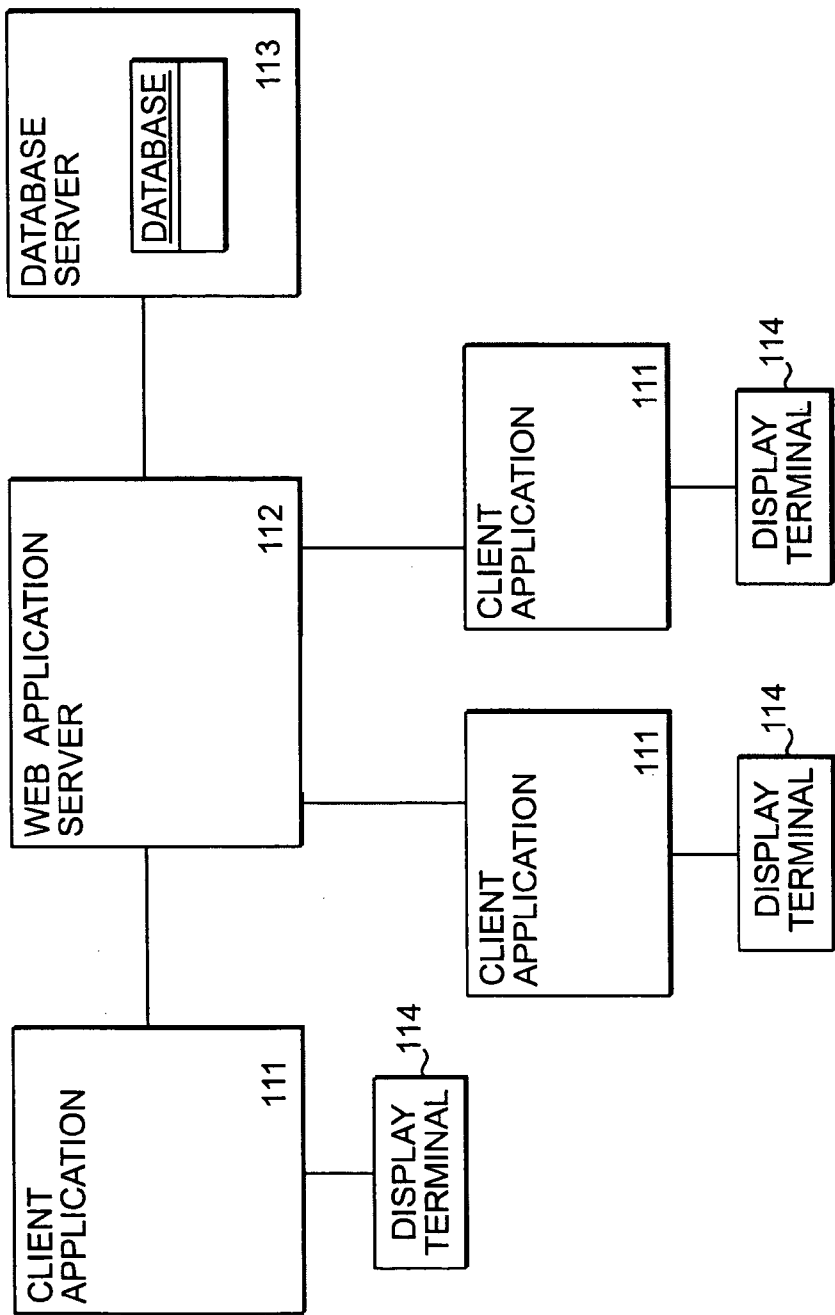 CLIENT
APPLICATION
111
DISPLAY
TERMINAL
114
WEB APPLICATION
SERVER
112
CLIENT
APPLICATION
111
DISPLAY
TERMINAL
114
CLIENT
APPLICATION
111
DISPLAY
TERMINAL
114
DATABASE
SERVER
DATABASE
113